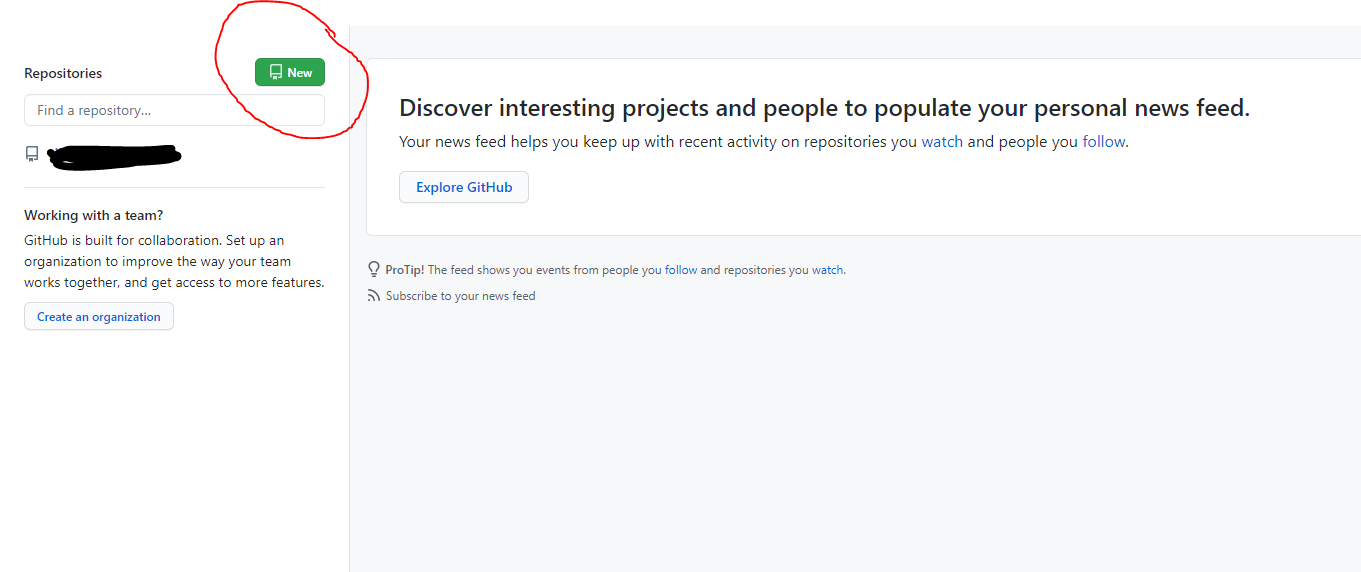 Repositories
New
Find a repository...
Working with a team?
GitHub is built for collaboration. Set up an
organization to improve the way your team
works together, and get access to more features.
Create an organization
Discover interesting projects and people to populate your personal news feed.
Your news feed helps you keep up with recent activity on repositories you watch and people you follow.
Explore GitHub
ProTip! The feed shows you events from people you follow and repositories you watch.
Subscribe to your news feed